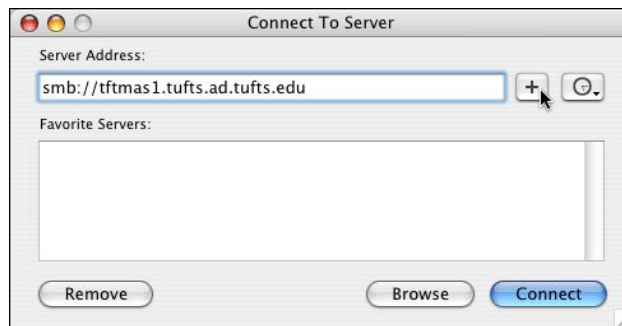 Connect To Server
Server Address:
smb://tftmas1.tufts.ad.tufts.edu
+
Favorite Servers:
Remove Browse Connect